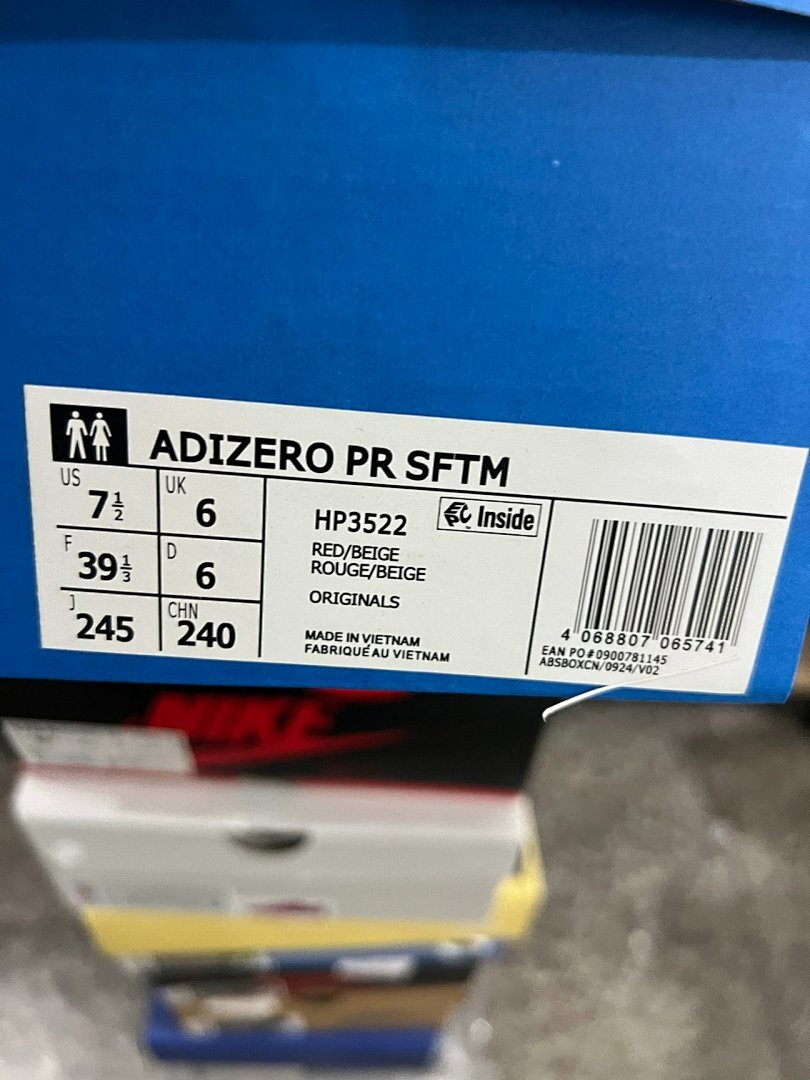 ADIZERO PR SFTM
US 7½ UK 6
F 39⅓ D 6
J 245 CHN 240
HP3522
Inside
RED/BEIGE
ROUGE/BEIGE
ORIGINALS
MADE IN VIETNAM
FABRIQUÉ AU VIETNAM
4 068807 065741
EAN PO#0900781145
ABSBOXCN/0924/V02
NIKE